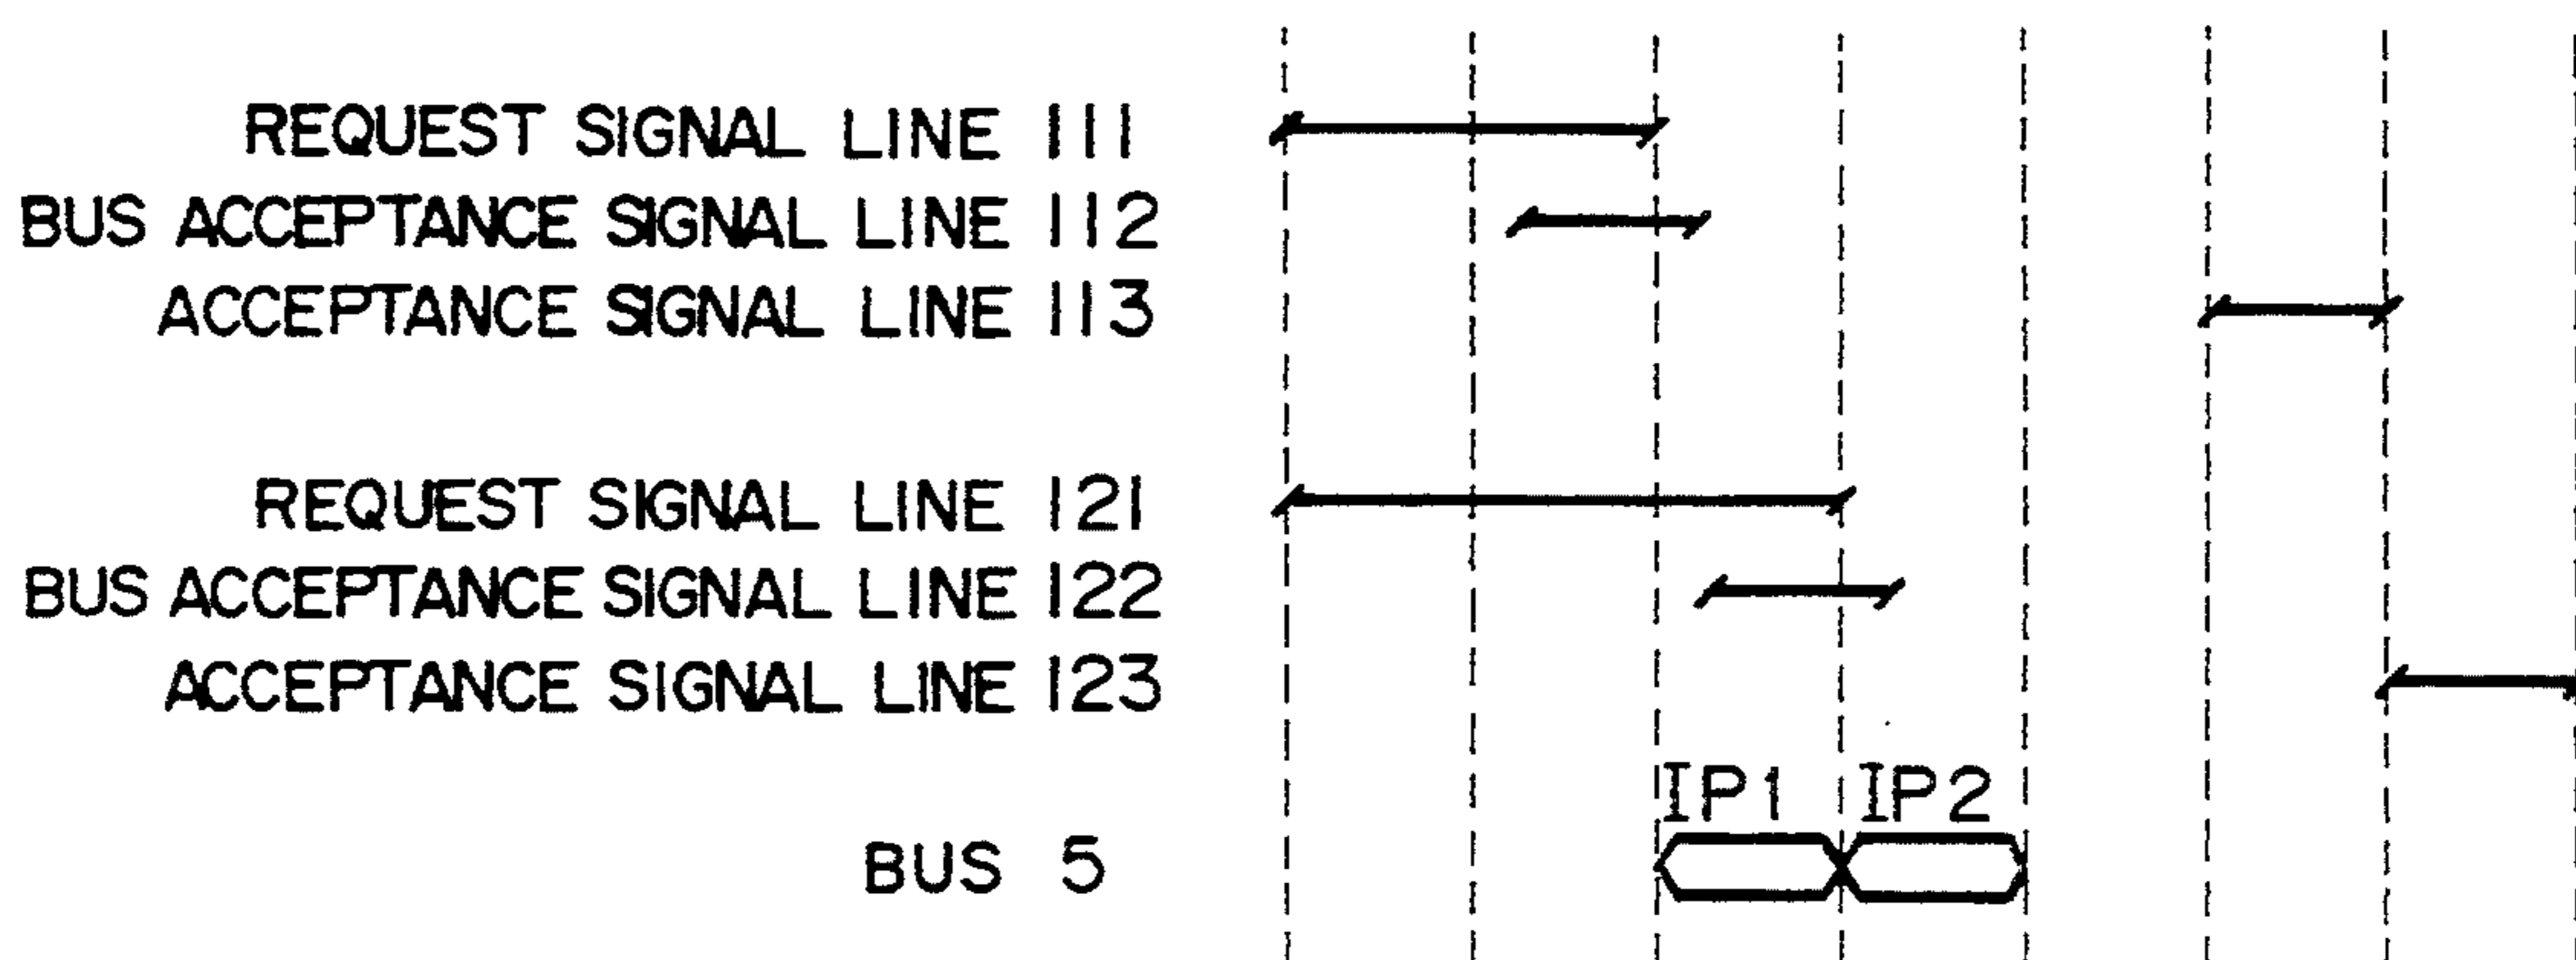 REQUEST SIGNAL LINE 111
BUS ACCEPTANCE SIGNAL LINE 112
ACCEPTANCE SIGNAL LINE 113
REQUEST SIGNAL LINE 121
BUS ACCEPTANCE SIGNAL LINE 122
ACCEPTANCE SIGNAL LINE 123
IP1 IP2
BUS 5